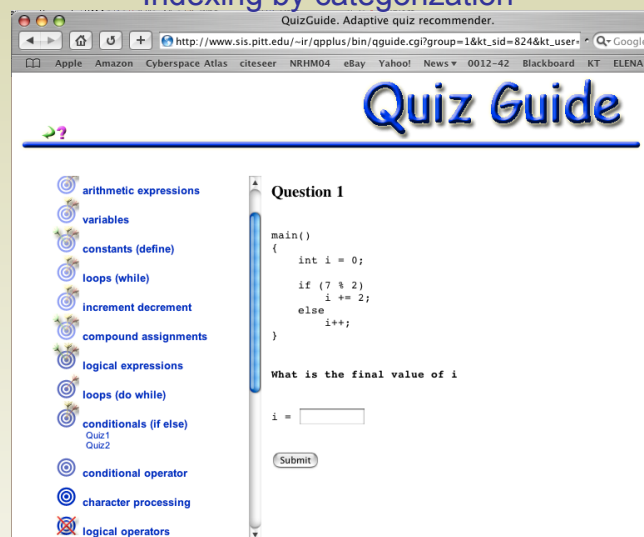 Indexing by categorization
QuizGuide. Adaptive quiz recommender.
http://www.sis.pitt.edu/~ir/qpplus/bin/qguide.cgi?group=1&kt_sid=824&kt_user=
Google
Apple Amazon Cyberspace Atlas citeseer NRHM04 eBay Yahoo! News 0012-42 Blackboard KT ELENA
Quiz Guide
?
arithmetic expressions
variables
constants (define)
loops (while)
increment decrement
compound assignments
logical expressions
loops (do while)
conditionals (if else)
Quiz1
Quiz2
conditional operator
character processing
logical operators
Question 1
main()
{
int i = 0;
if (7 % 2)
i += 2;
else
i++;
}
What is the final value of i
i =
Submit